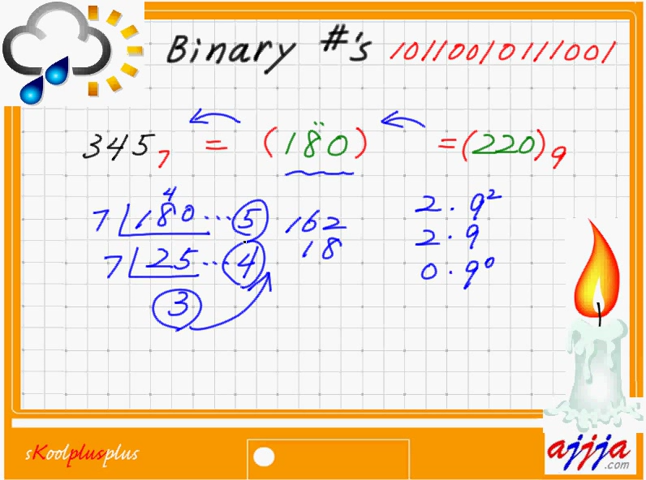 Binary #'s 10110010111001
345₇ = (180) = (220)₉
4
7 180 ... 5 162 2 · 9²
18 2 · 9
7 25 ... 4 0 · 9⁰
3
sKoolplusplus
ajjja
.com